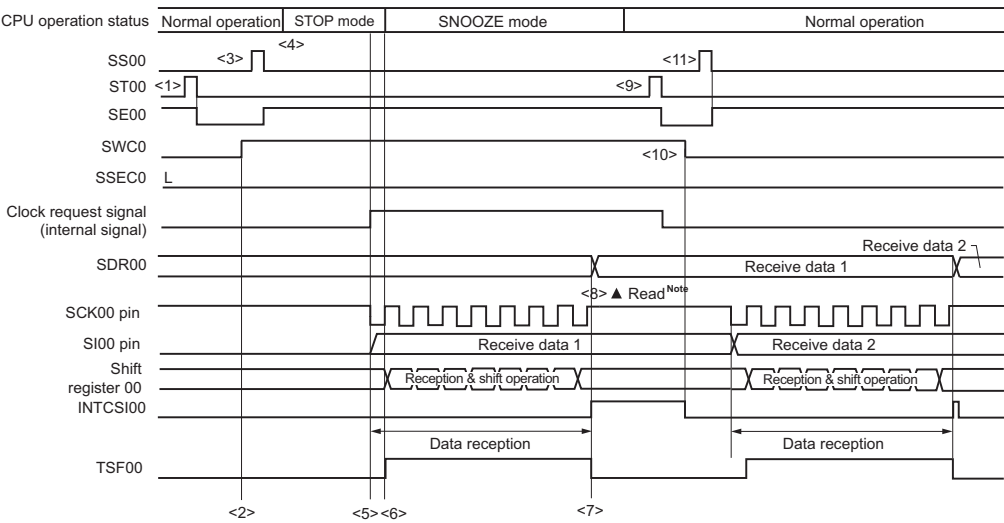 CPU operation status Normal operation STOP mode SNOOZE mode Normal operation
<4>
SS00 <3> <11>
ST00 <1> <9>
SE00
SWC0
<10>
SSEC0 L
Clock request signal
(internal signal)
Receive data 2
SDR00 Receive data 1
<8> ▲ Read Note
SCK00 pin
SI00 pin Receive data 1 Receive data 2
Shift
register 00 Reception & shift operation Reception & shift operation
INTCSI00
Data reception Data reception
TSF00
<2> <5> <6> <7>